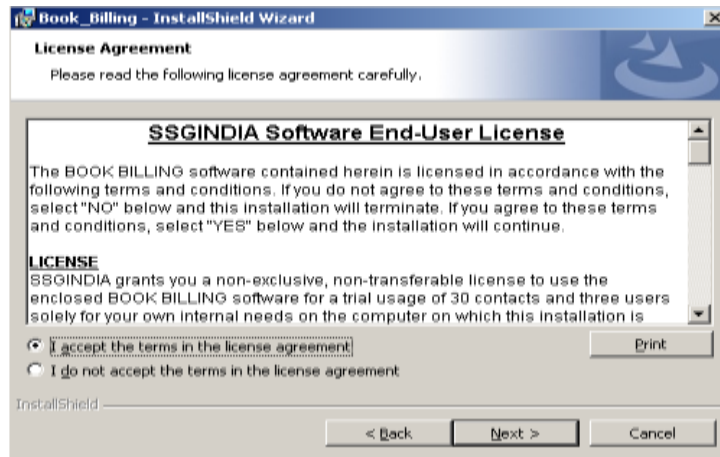 Book_Billing - InstallShield Wizard
License Agreement
Please read the following license agreement carefully.
SSGINDIA Software End-User License
The BOOK BILLING software contained herein is licensed in accordance with the
following terms and conditions. If you do not agree to these terms and conditions,
select "NO" below and this installation will terminate. If you agree to these terms
and conditions, select "YES" below and the installation will continue.
LICENSE
SSGINDIA grants you a non-exclusive, non-transferable license to use the
enclosed BOOK BILLING software for a trial usage of 30 contacts and three users
solely for your own internal needs on the computer on which this installation is
I accept the terms in the license agreement
Print
I do not accept the terms in the license agreement
InstallShield
< Back
Next >
Cancel